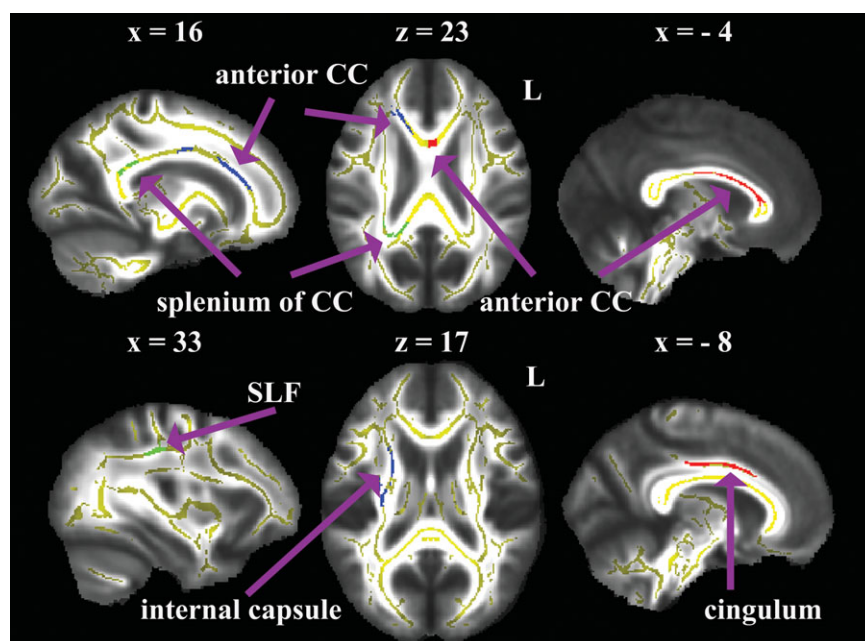 x = 16
z = 23
x = - 4
anterior CC
L
splenium of CC
anterior CC
x = 33
z = 17
x = - 8
SLF
L
internal capsule
cingulum